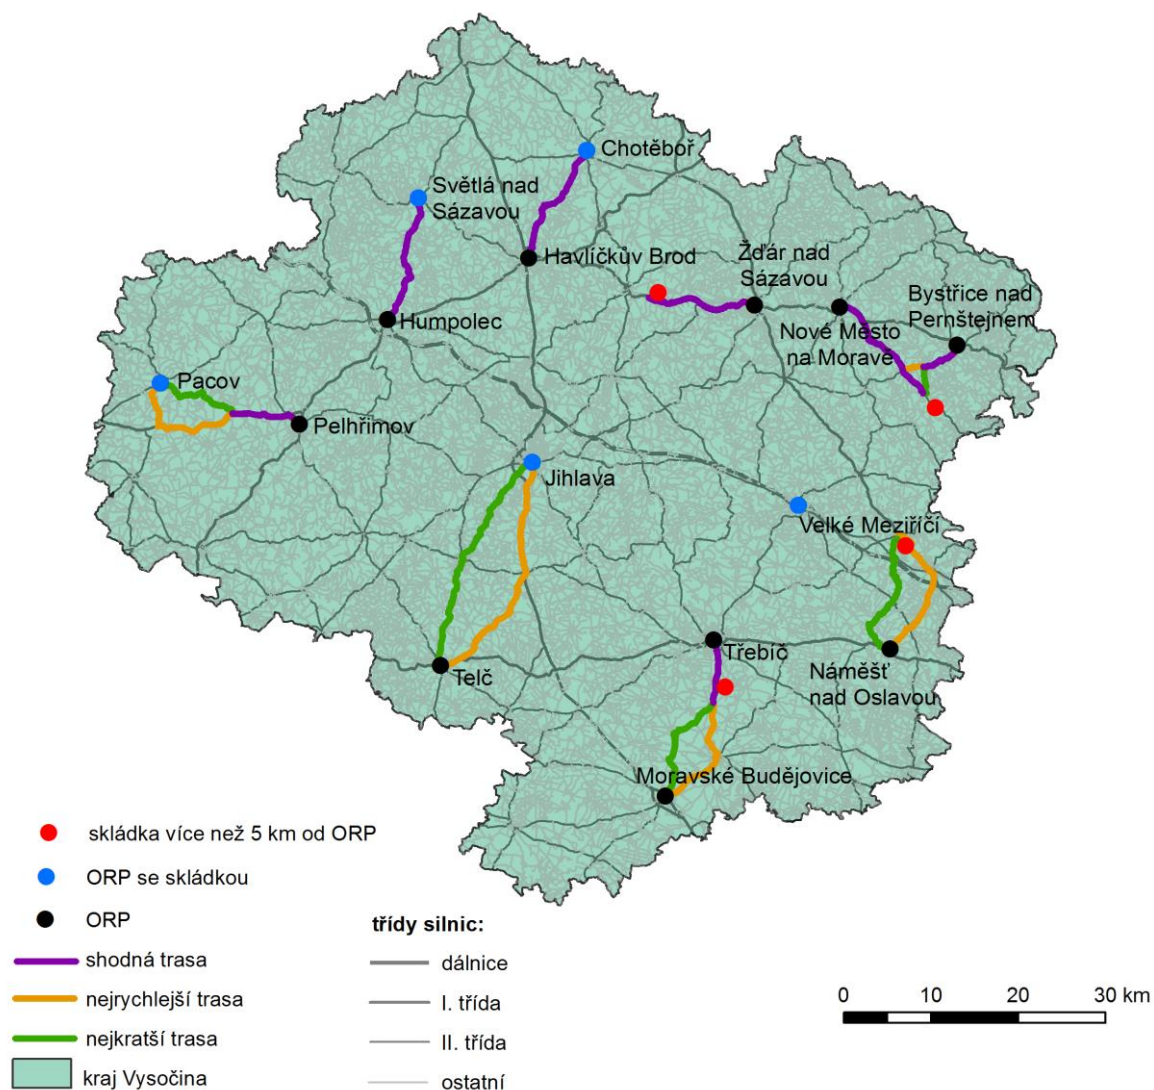 Chotěboř
Světlá nad
Sázavou
Havlíčkův Brod
Žďár nad
Sázavou
Bystřice nad
Pernštejnem
Humpolec
Nové Město
na Moravě
Pacov
Pelhřimov
Jihlava
Velké Meziříčí
Třebíč
Telč
Náměšť
nad Oslavou
Moravské Budějovice
skládka více než 5 km od ORP
ORP se skládkou
ORP
shodná trasa
nejrychlejší trasa
nejkratší trasa
kraj Vysočina
třídy silnic:
dálnice
I. třída
II. třída
ostatní
0 10 20 30 km